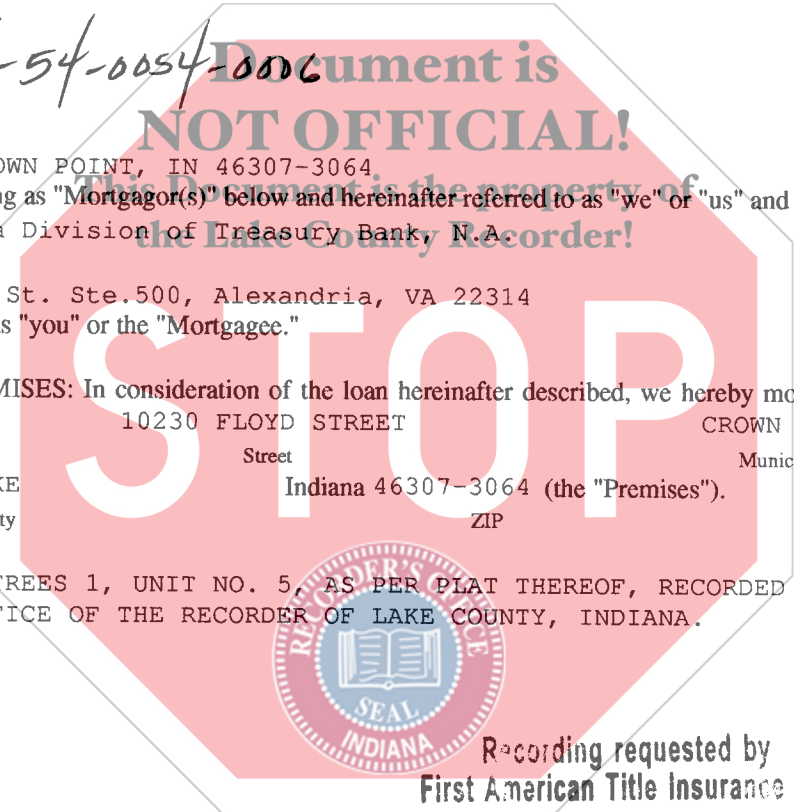 -54-0054-0006
Document is
NOT OFFICIAL!
OWN POINT, IN 46307-3064
This Document is the property of
ng as "Mortgagor(s)" below and hereinafter referred to as "we" or "us" and
a Division of Treasury Bank, N.A.
the Lake County Recorder!
St. Ste.500, Alexandria, VA 22314
as "you" or the "Mortgagee."
STOP
MISES: In consideration of the loan hereinafter described, we hereby mo
10230 FLOYD STREET CROWN
Street Munic
KE Indiana 46307-3064 (the "Premises").
ty ZIP
TREES 1, UNIT NO. 5, AS PER PLAT THEREOF, RECORDED
FICE OF THE RECORDER OF LAKE COUNTY, INDIANA.
RECORDER'S OFFICE
SEAL
INDIANA
Recording requested by
First American Title Insurance